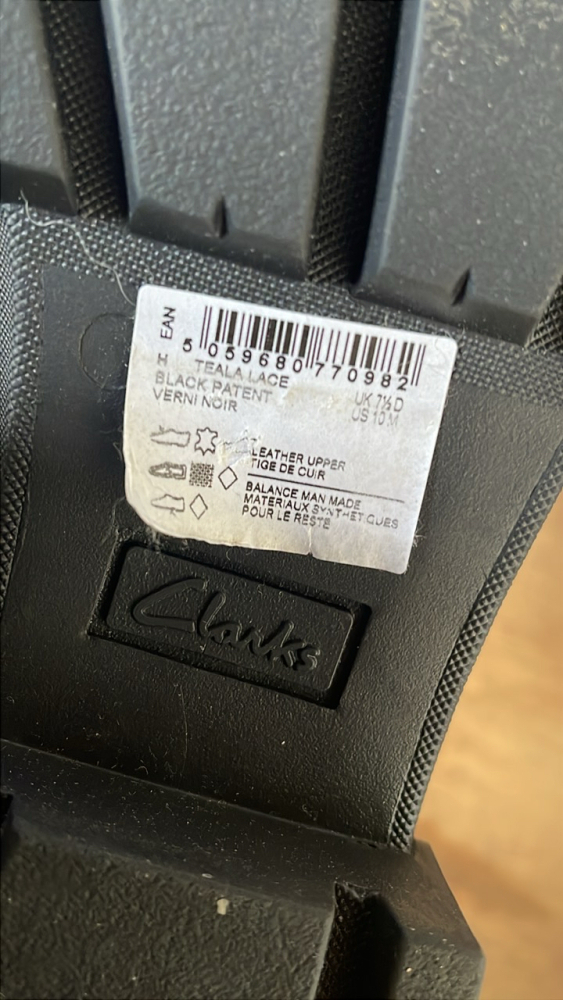 EAN
5 059680 770982
H TEALA LACE
BLACK PATENT UK 7½ D
VERNI NOIR US 10 M
LEATHER UPPER
TIGE DE CUIR
BALANCE MAN MADE
MATERIAUX SYNTHETIQUES
POUR LE RESTE
Clarks